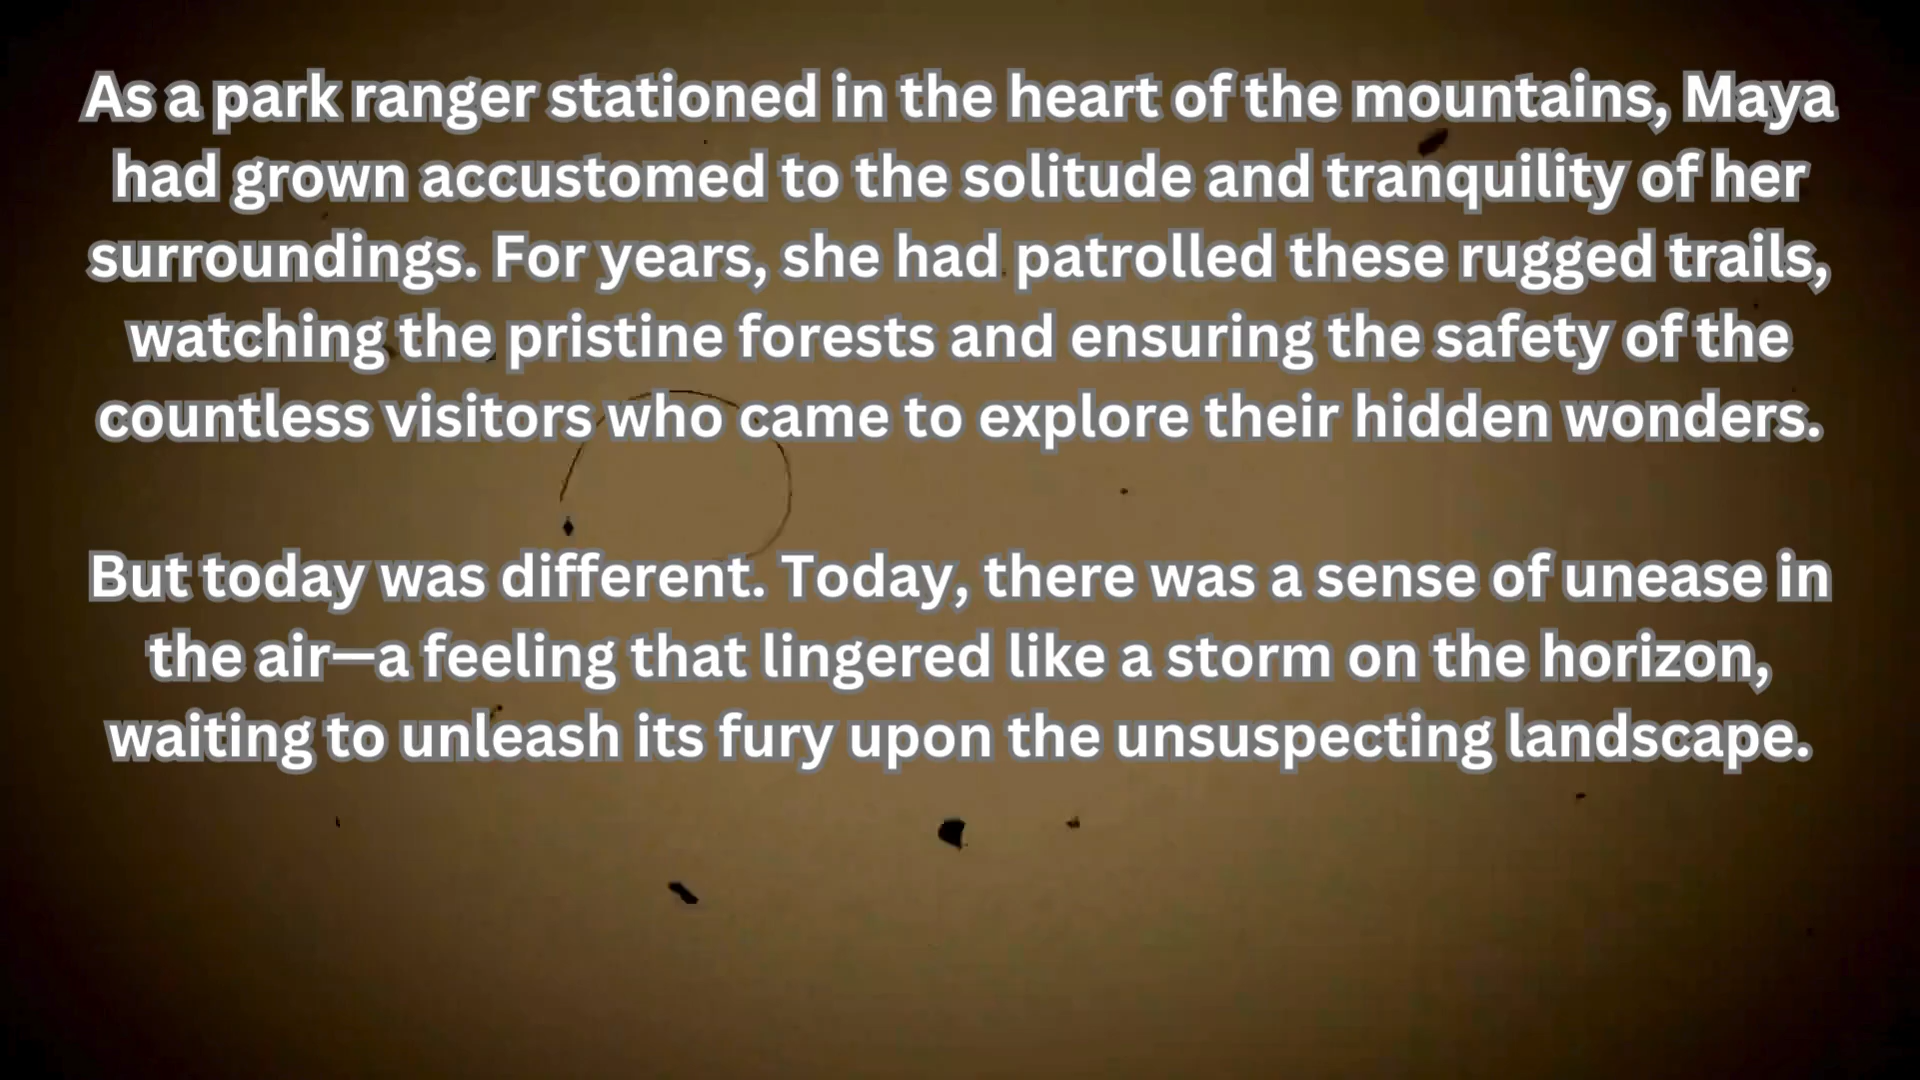 As a park ranger stationed in the heart of the mountains, Maya
had grown accustomed to the solitude and tranquility of her
surroundings. For years, she had patrolled these rugged trails,
watching the pristine forests and ensuring the safety of the
countless visitors who came to explore their hidden wonders.
But today was different. Today, there was a sense of unease in
the air—a feeling that lingered like a storm on the horizon,
waiting to unleash its fury upon the unsuspecting landscape.